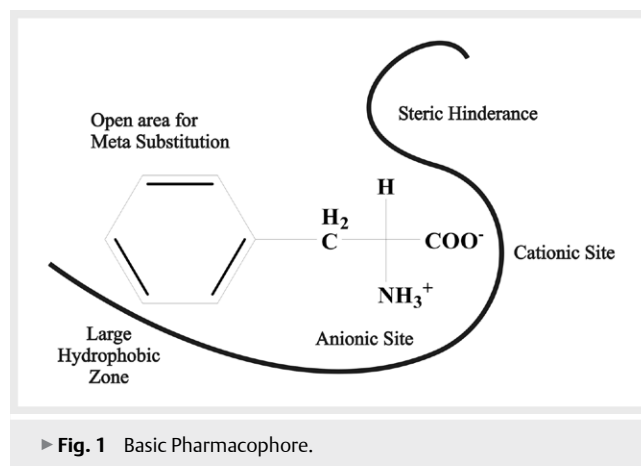 Open area for
Meta Substitution
Steric Hinderance
H
H2
C
COO-
NH3+
Cationic Site
Anionic Site
Large
Hydrophobic
Zone
▶ Fig. 1 Basic Pharmacophore.